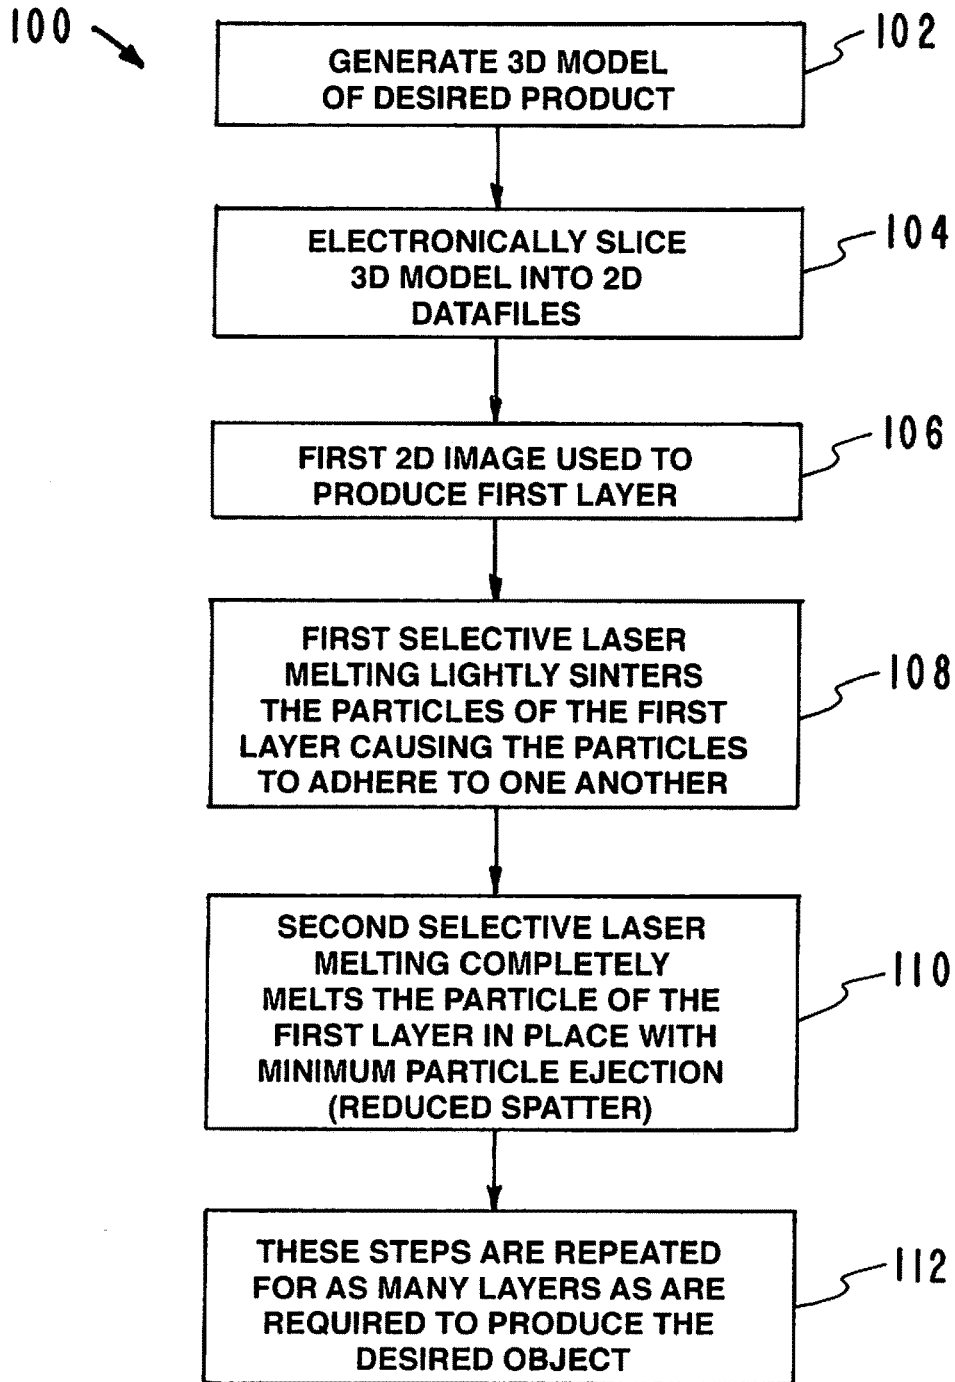 100
102
GENERATE 3D MODEL
OF DESIRED PRODUCT
104
ELECTRONICALLY SLICE
3D MODEL INTO 2D
DATAFILES
106
FIRST 2D IMAGE USED TO
PRODUCE FIRST LAYER
108
FIRST SELECTIVE LASER
MELTING LIGHTLY SINTERS
THE PARTICLES OF THE FIRST
LAYER CAUSING THE PARTICLES
TO ADHERE TO ONE ANOTHER
110
SECOND SELECTIVE LASER
MELTING COMPLETELY
MELTS THE PARTICLE OF THE
FIRST LAYER IN PLACE WITH
MINIMUM PARTICLE EJECTION
(REDUCED SPATTER)
112
THESE STEPS ARE REPEATED
FOR AS MANY LAYERS AS ARE
REQUIRED TO PRODUCE THE
DESIRED OBJECT